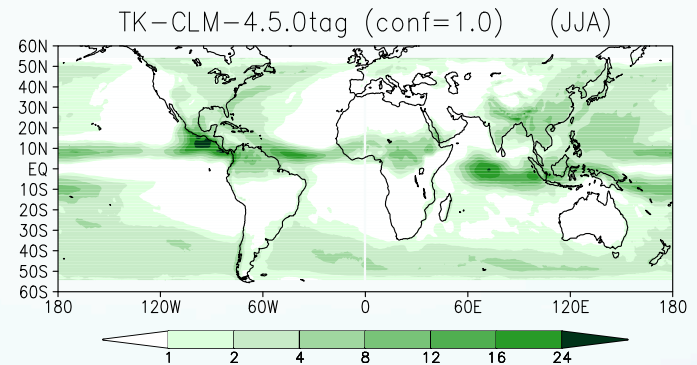 TK-CLM-4.5.0tag (conf=1.0) (JJA)
60N
50N
40N
30N
20N
10N
EQ
10S
20S
30S
40S
50S
60S
180 120W 60W 0 60E 120E 180
1 2 4 8 12 16 24